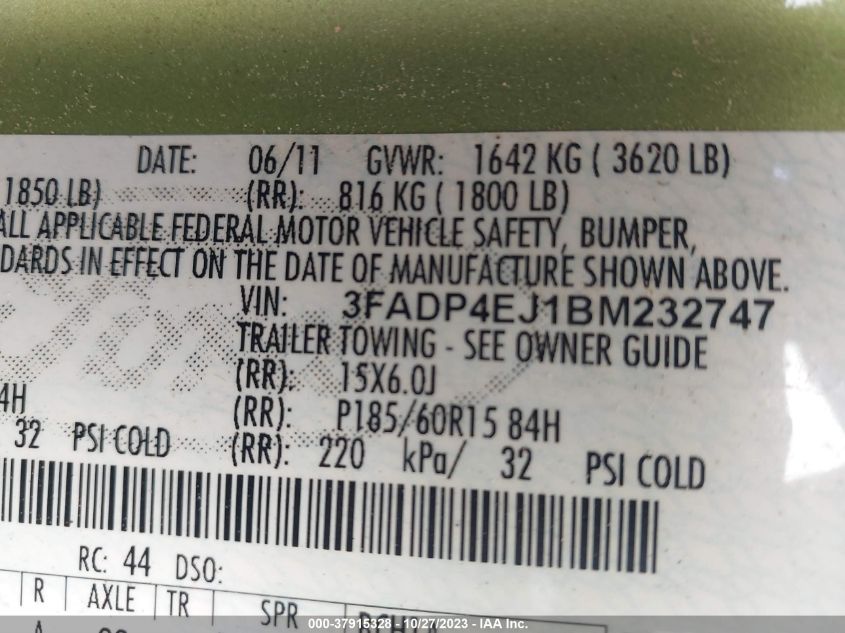 DATE: 06/11 GVWR: 1642 KG ( 3620 LB)
1850 LB) (RR): 816 KG ( 1800 LB)
ALL APPLICABLE FEDERAL MOTOR VEHICLE SAFETY, BUMPER,
DARDS IN EFFECT ON THE DATE OF MANUFACTURE SHOWN ABOVE.
VIN: 3FADP4EJ1BM232747
TRAILER TOWING - SEE OWNER GUIDE
(RR): 15X6.0J
4H (RR): P185/60R15 84H
32 PSI COLD (RR): 220 kPa/ 32 PSI COLD
RC: 44 DSO:
R AXLE TR SPR
000-37915328 - 10/27/2023 - IAA Inc.